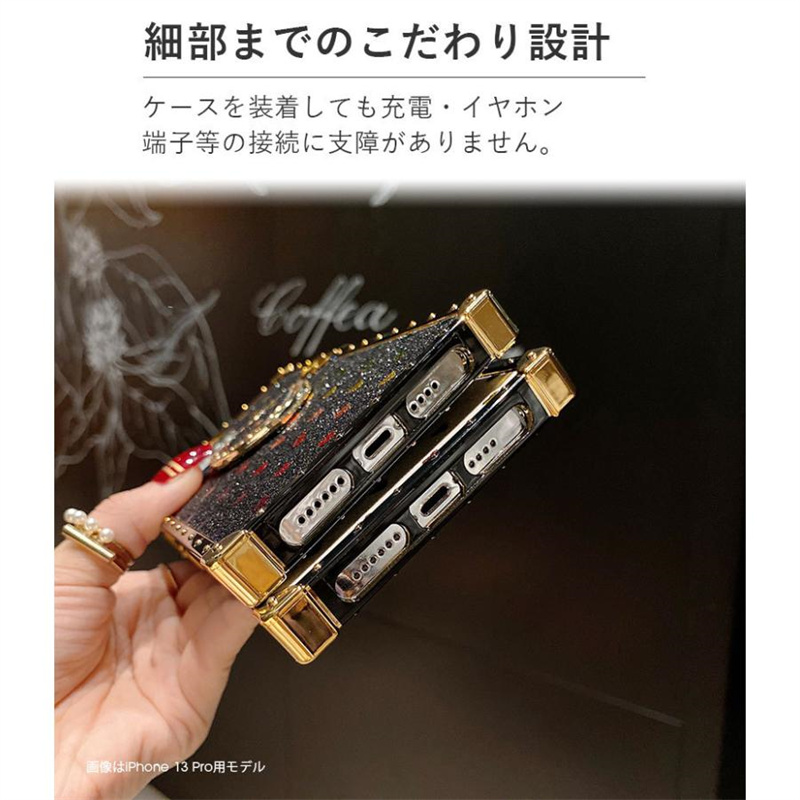 細部までのこだわり設計
ケースを装着しても充電・イヤホン
端子等の接続に支障がありません。
Coffea
画像はiPhone 13 Pro用モデル